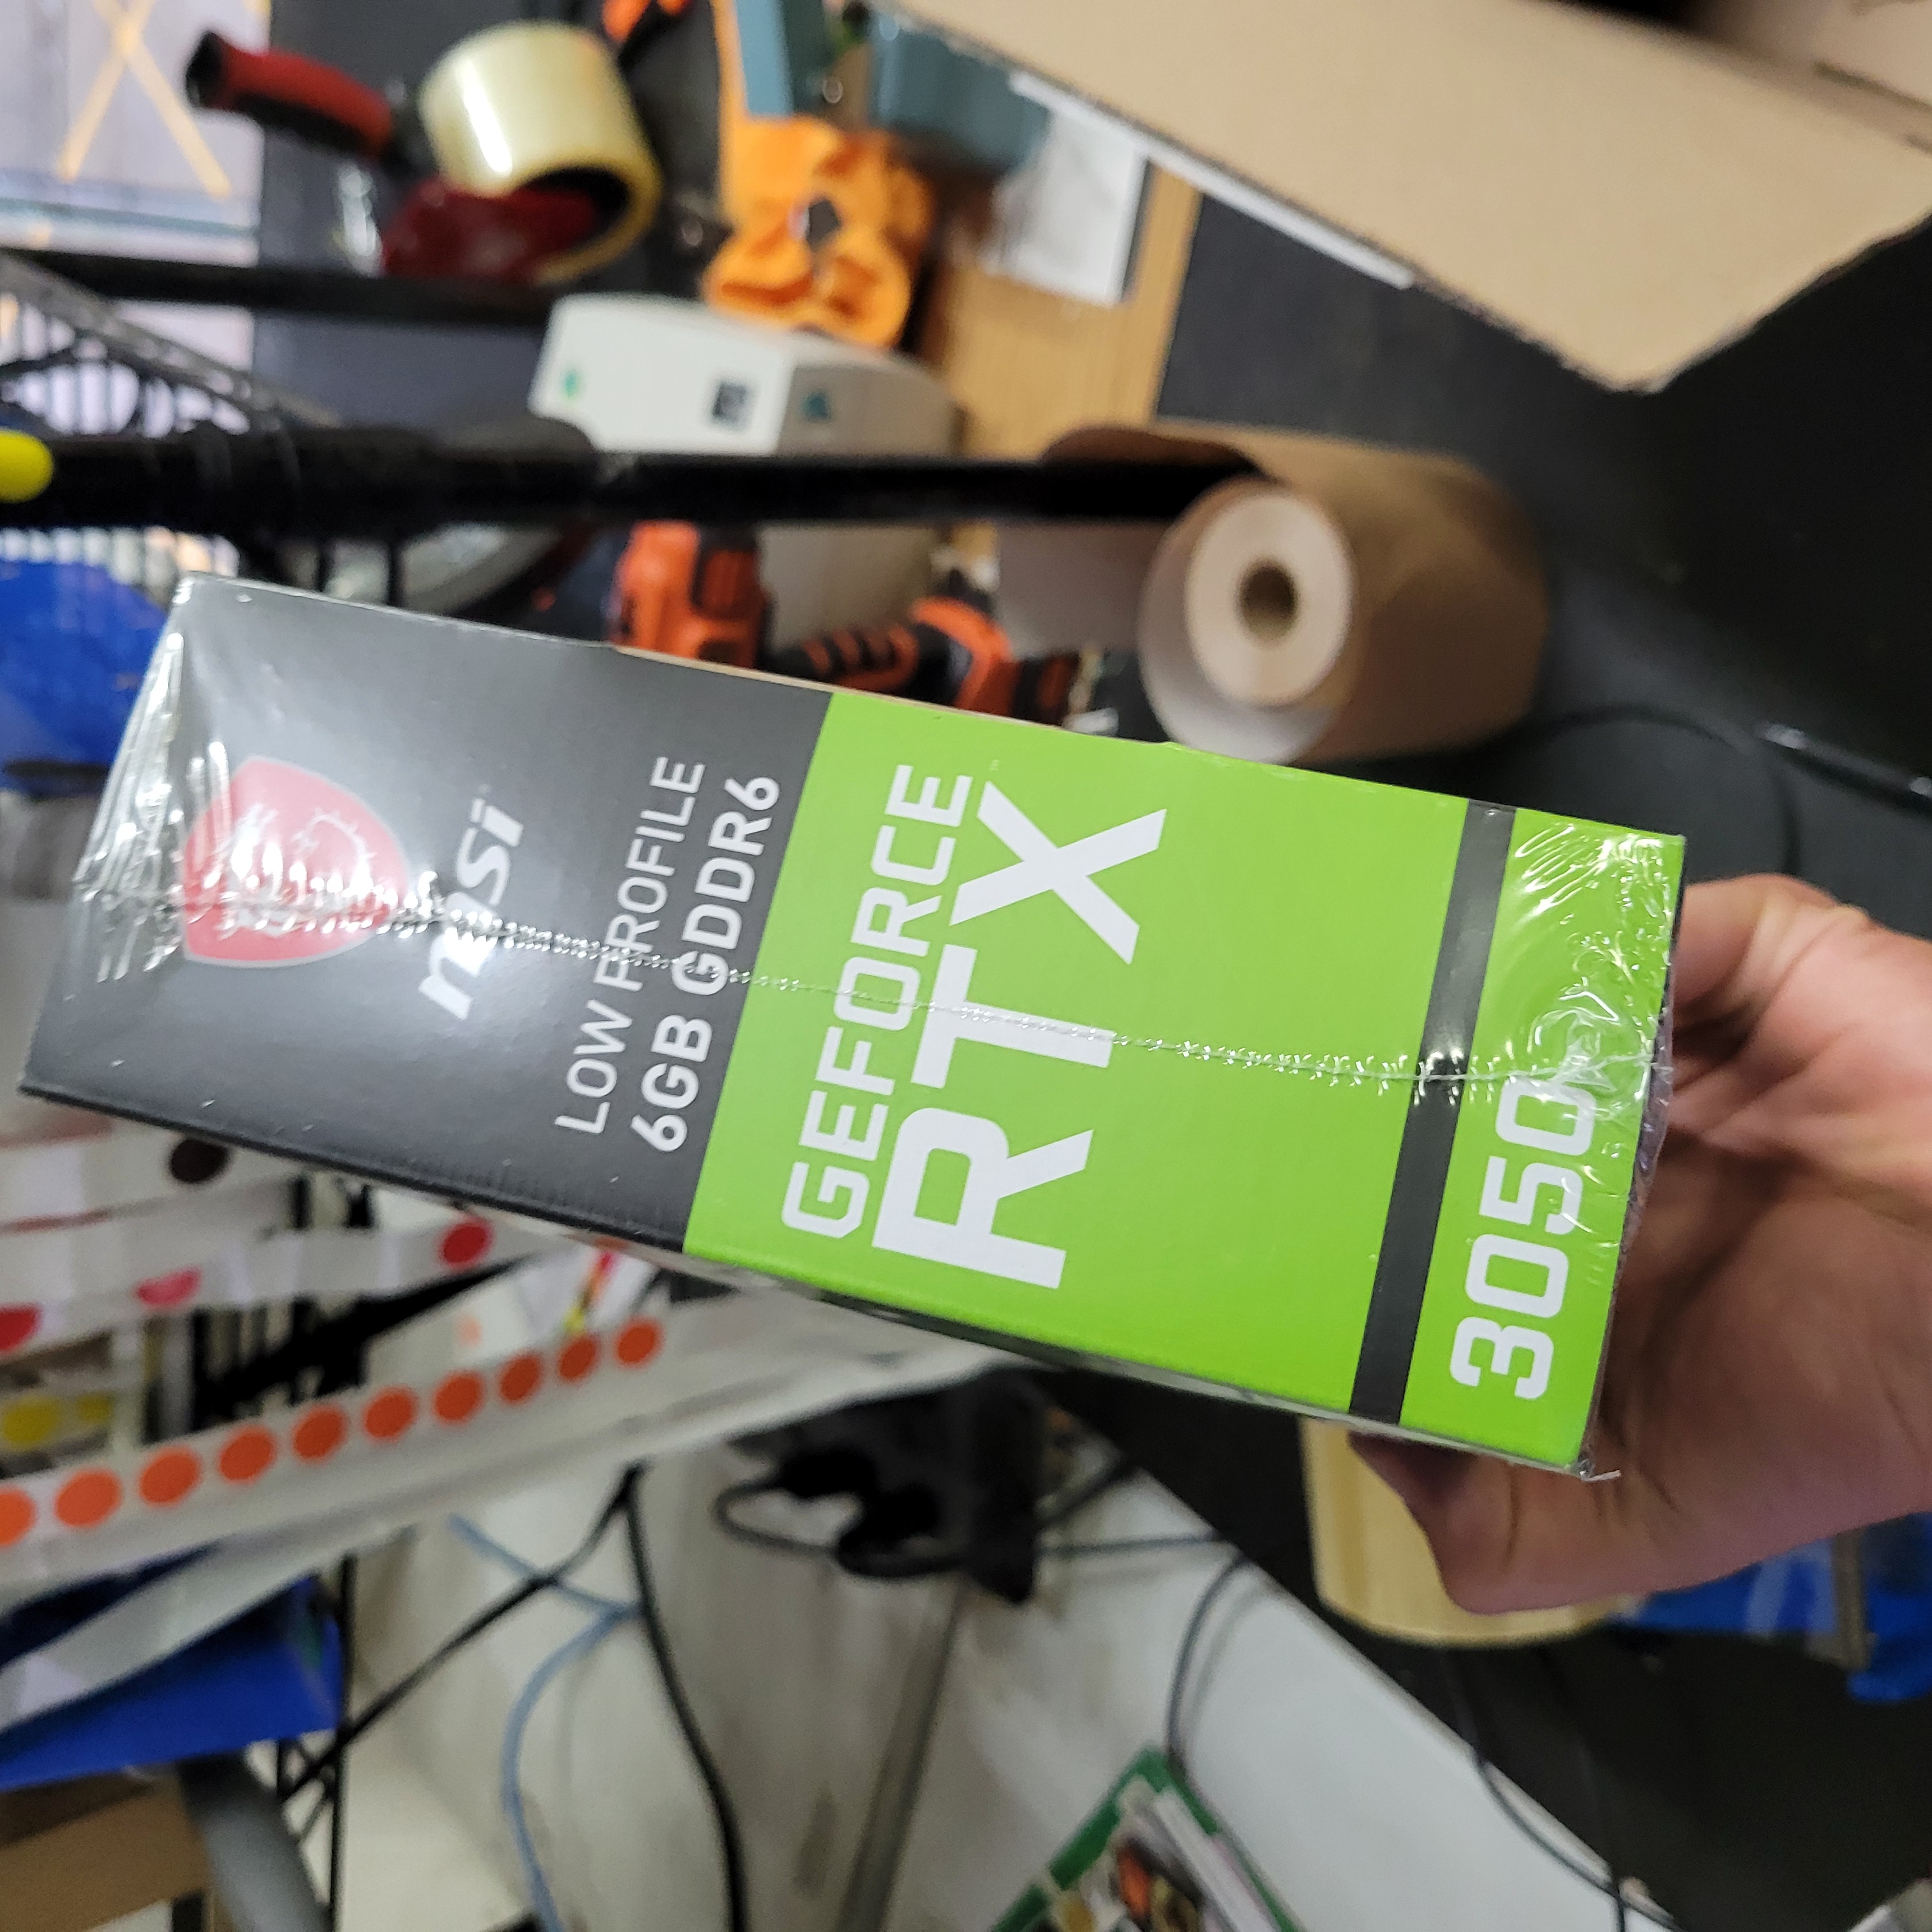 msi
LOW PROFILE
6GB GDDR6
GEFORCE
RTX
3050